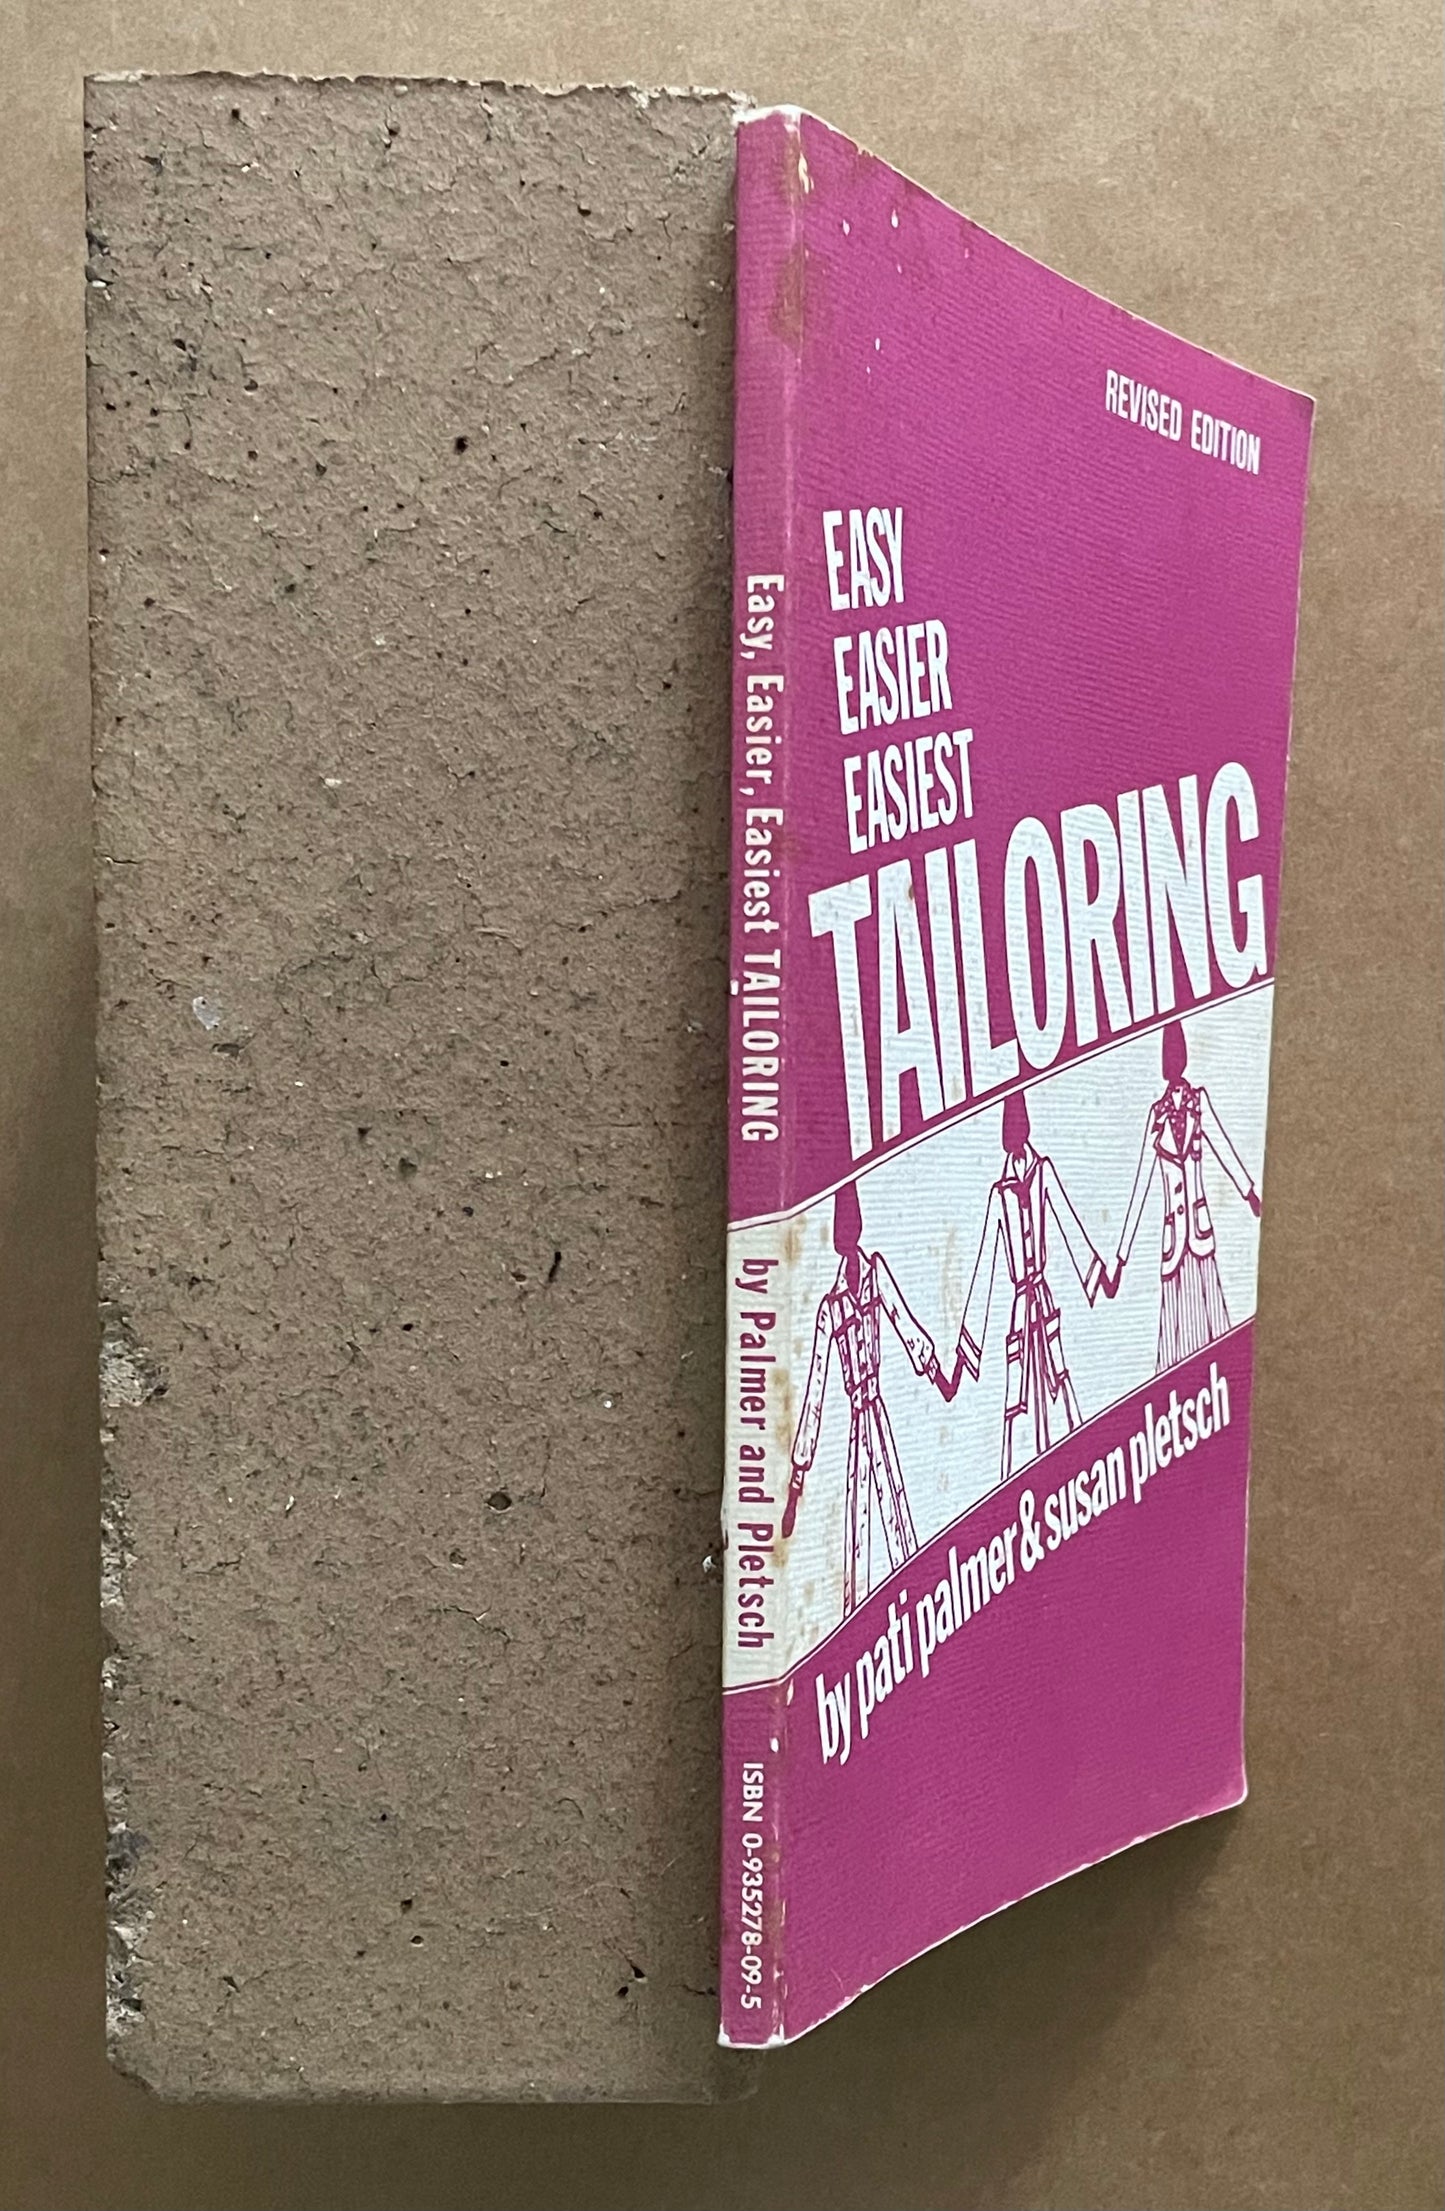 Easy, Easier, Easiest TAILORING by Palmer and Pletsch ISBN 0-935278-09-5
REVISED EDITION
EASY
EASIER
EASIEST
TAILORING
by pati palmer & susan pletsch